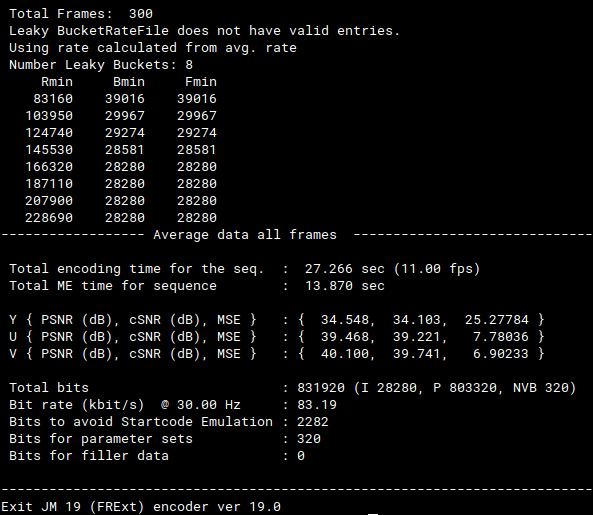 Total Frames:  300
Leaky BucketRateFile does not have valid entries.
Using rate calculated from avg. rate
Number Leaky Buckets: 8
    Rmin     Bmin     Fmin
   83160    39016    39016
  103950    29967    29967
  124740    29274    29274
  145530    28581    28581
  166320    28280    28280
  187110    28280    28280
  207900    28280    28280
  228690    28280    28280
------------------ Average data all frames  ------------------------------
Total encoding time for the seq.  :  27.266 sec (11.00 fps)
Total ME time for sequence        :  13.870 sec
Y { PSNR (dB), cSNR (dB), MSE }   : {  34.548,  34.103,  25.27784 }
U { PSNR (dB), cSNR (dB), MSE }   : {  39.468,  39.221,   7.78036 }
V { PSNR (dB), cSNR (dB), MSE }   : {  40.100,  39.741,   6.90233 }
Total bits                        : 831920 (I 28280, P 803320, NVB 320)
Bit rate (kbit/s)  @ 30.00 Hz     : 83.19
Bits to avoid Startcode Emulation : 2282
Bits for parameter sets           : 320
Bits for filler data              : 0
--------------------------------------------------------------------------
Exit JM 19 (FRExt) encoder ver 19.0